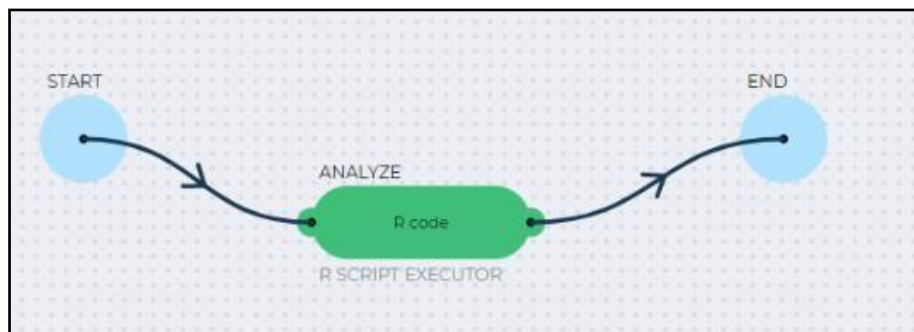 START
END
ANALYZE
R code
R SCRIPT EXECUTOR